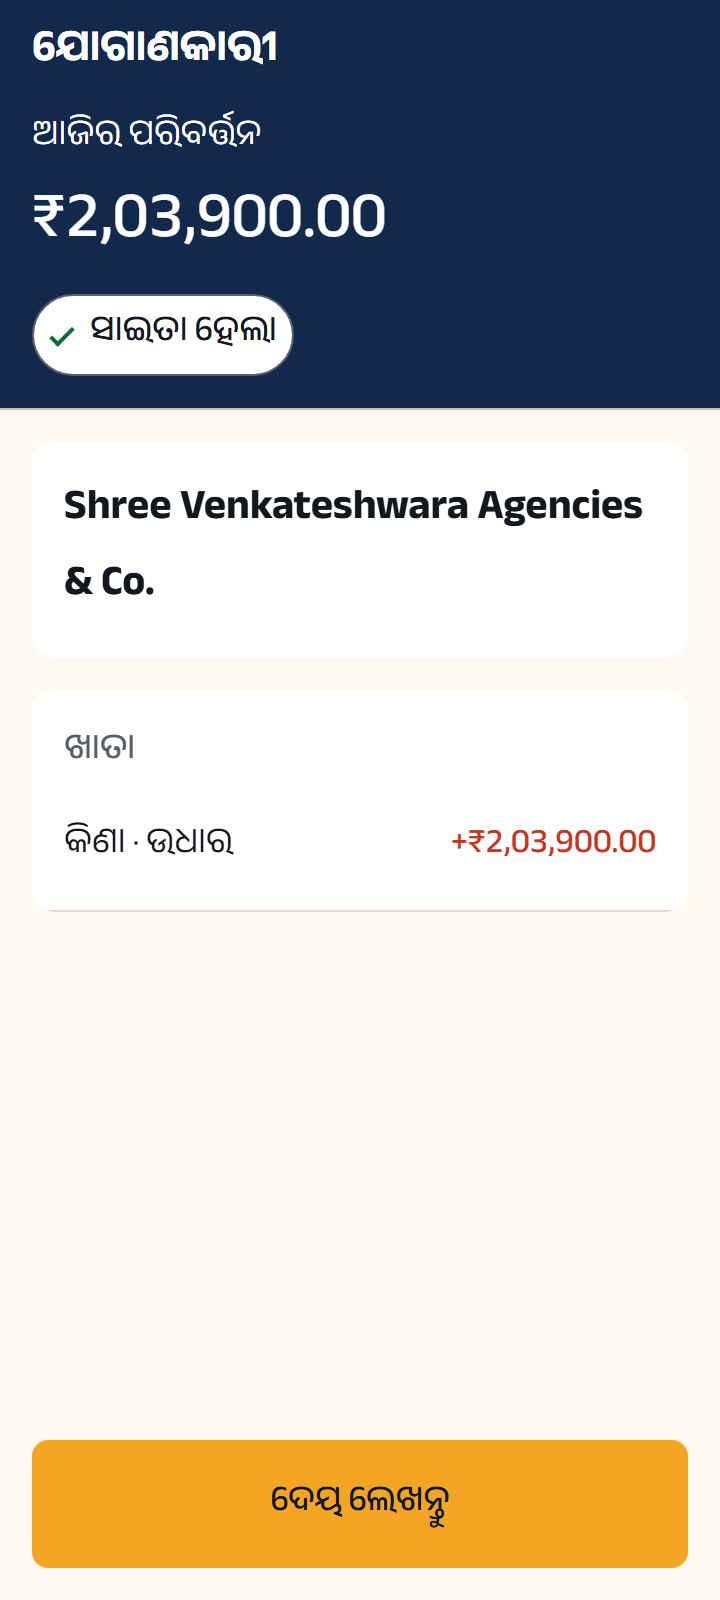 ଯୋଗାଣକାରୀ
ଆଜିର ପରିବର୍ତ୍ତନ
₹2,03,900.00
ସାଇତା ହେଲା
Shree Venkateshwara Agencies
& Co.
ଖାତା
କିଣା · ଉଧାର
+₹2,03,900.00
ଦେୟ ଲେଖନ୍ତୁ